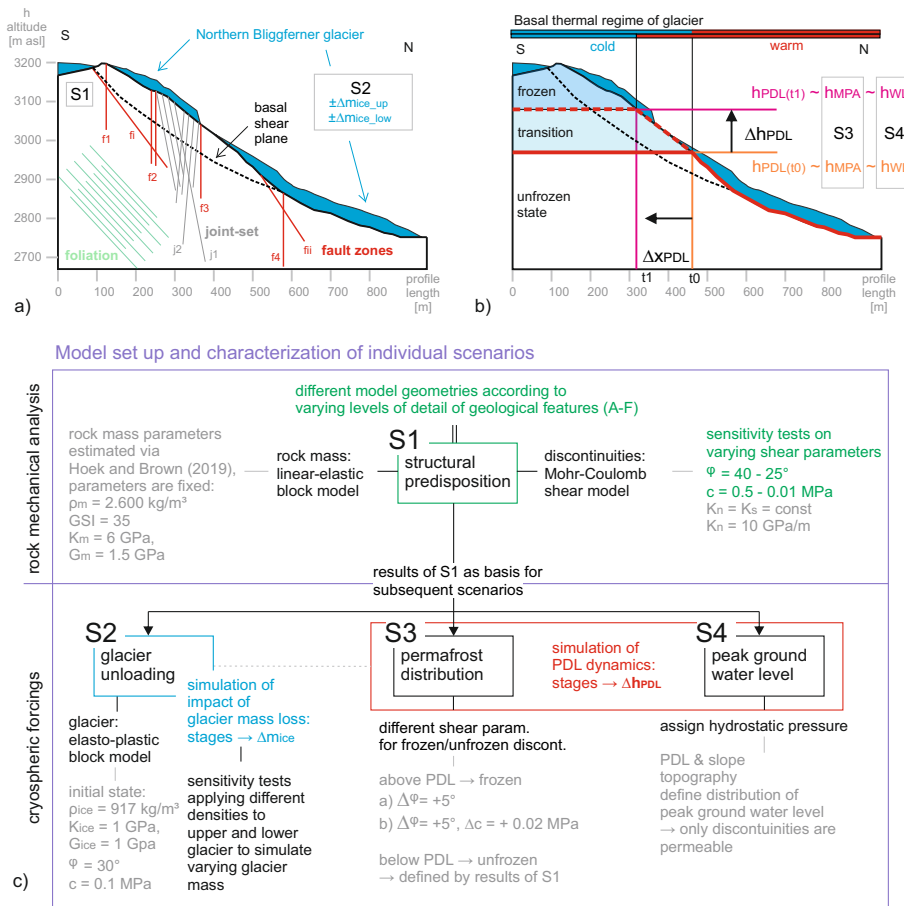 a)
h
altitude
[m asl]
S
N
Northern Bliggferner glacier
3200
3100
3000
2900
2800
2700
S1
S2
±Δmice_up
±Δmice_low
basal
shear
plane
f1
fi
f2
f3
joint-set
j2
j1
foliation
f4
fii
fault zones
0
100
200
300
400
500
600
700
800
profile
length
[m]
b)
Basal thermal regime of glacier
S
cold
warm
N
frozen
transition
unfrozen
state
hPDL(t1) ~ hMPA ~ hWL
ΔhPDL
S3
S4
hPDL(t0) ~ hMPA ~ hWL
ΔxPDL
t1
t0
0
100
200
300
400
500
600
700
800
profile
length
[m]
Model set up and characterization of individual scenarios
rock mechanical analysis
different model geometries according to
varying levels of detail of geological features (A-F)
rock mass parameters
estimated via
Hoek and Brown (2019),
parameters are fixed:
ρm = 2.600 kg/m³
GSI = 35
Km = 6 GPa,
Gm = 1.5 GPa
rock mass:
linear-elastic
block model
S1
structural
predisposition
discontinuities:
Mohr-Coulomb
shear model
sensitivity tests on
varying shear parameters
φ = 40 - 25°
c = 0.5 - 0.01 MPa
Kn = Ks = const
Kn = 10 GPa/m
results of S1 as basis for
subsequent scenarios
cryospheric forcings
S2
glacier
unloading
simulation of
impact of
glacier mass loss:
stages → Δmice
glacier:
elasto-plastic
block model
initial state:
ρice = 917 kg/m³
Kice = 1 GPa,
Gice = 1 Gpa
φ = 30°
c = 0.1 MPa
sensitivity tests
applying different
densities to
upper and lower
glacier to simulate
varying glacier
mass
S3
permafrost
distribution
simulation of
PDL dynamics:
stages → ΔhPDL
S4
peak ground
water level
different shear param.
for frozen/unfrozen discont.
above PDL → frozen
a) Δφ= +5°
b) Δφ= +5°, Δc = + 0.02 MPa
below PDL → unfrozen
→ defined by results of S1
assign hydrostatic pressure
PDL & slope
topography
define distribution of
peak ground water level
→ only discontuinities are
permeable
c)